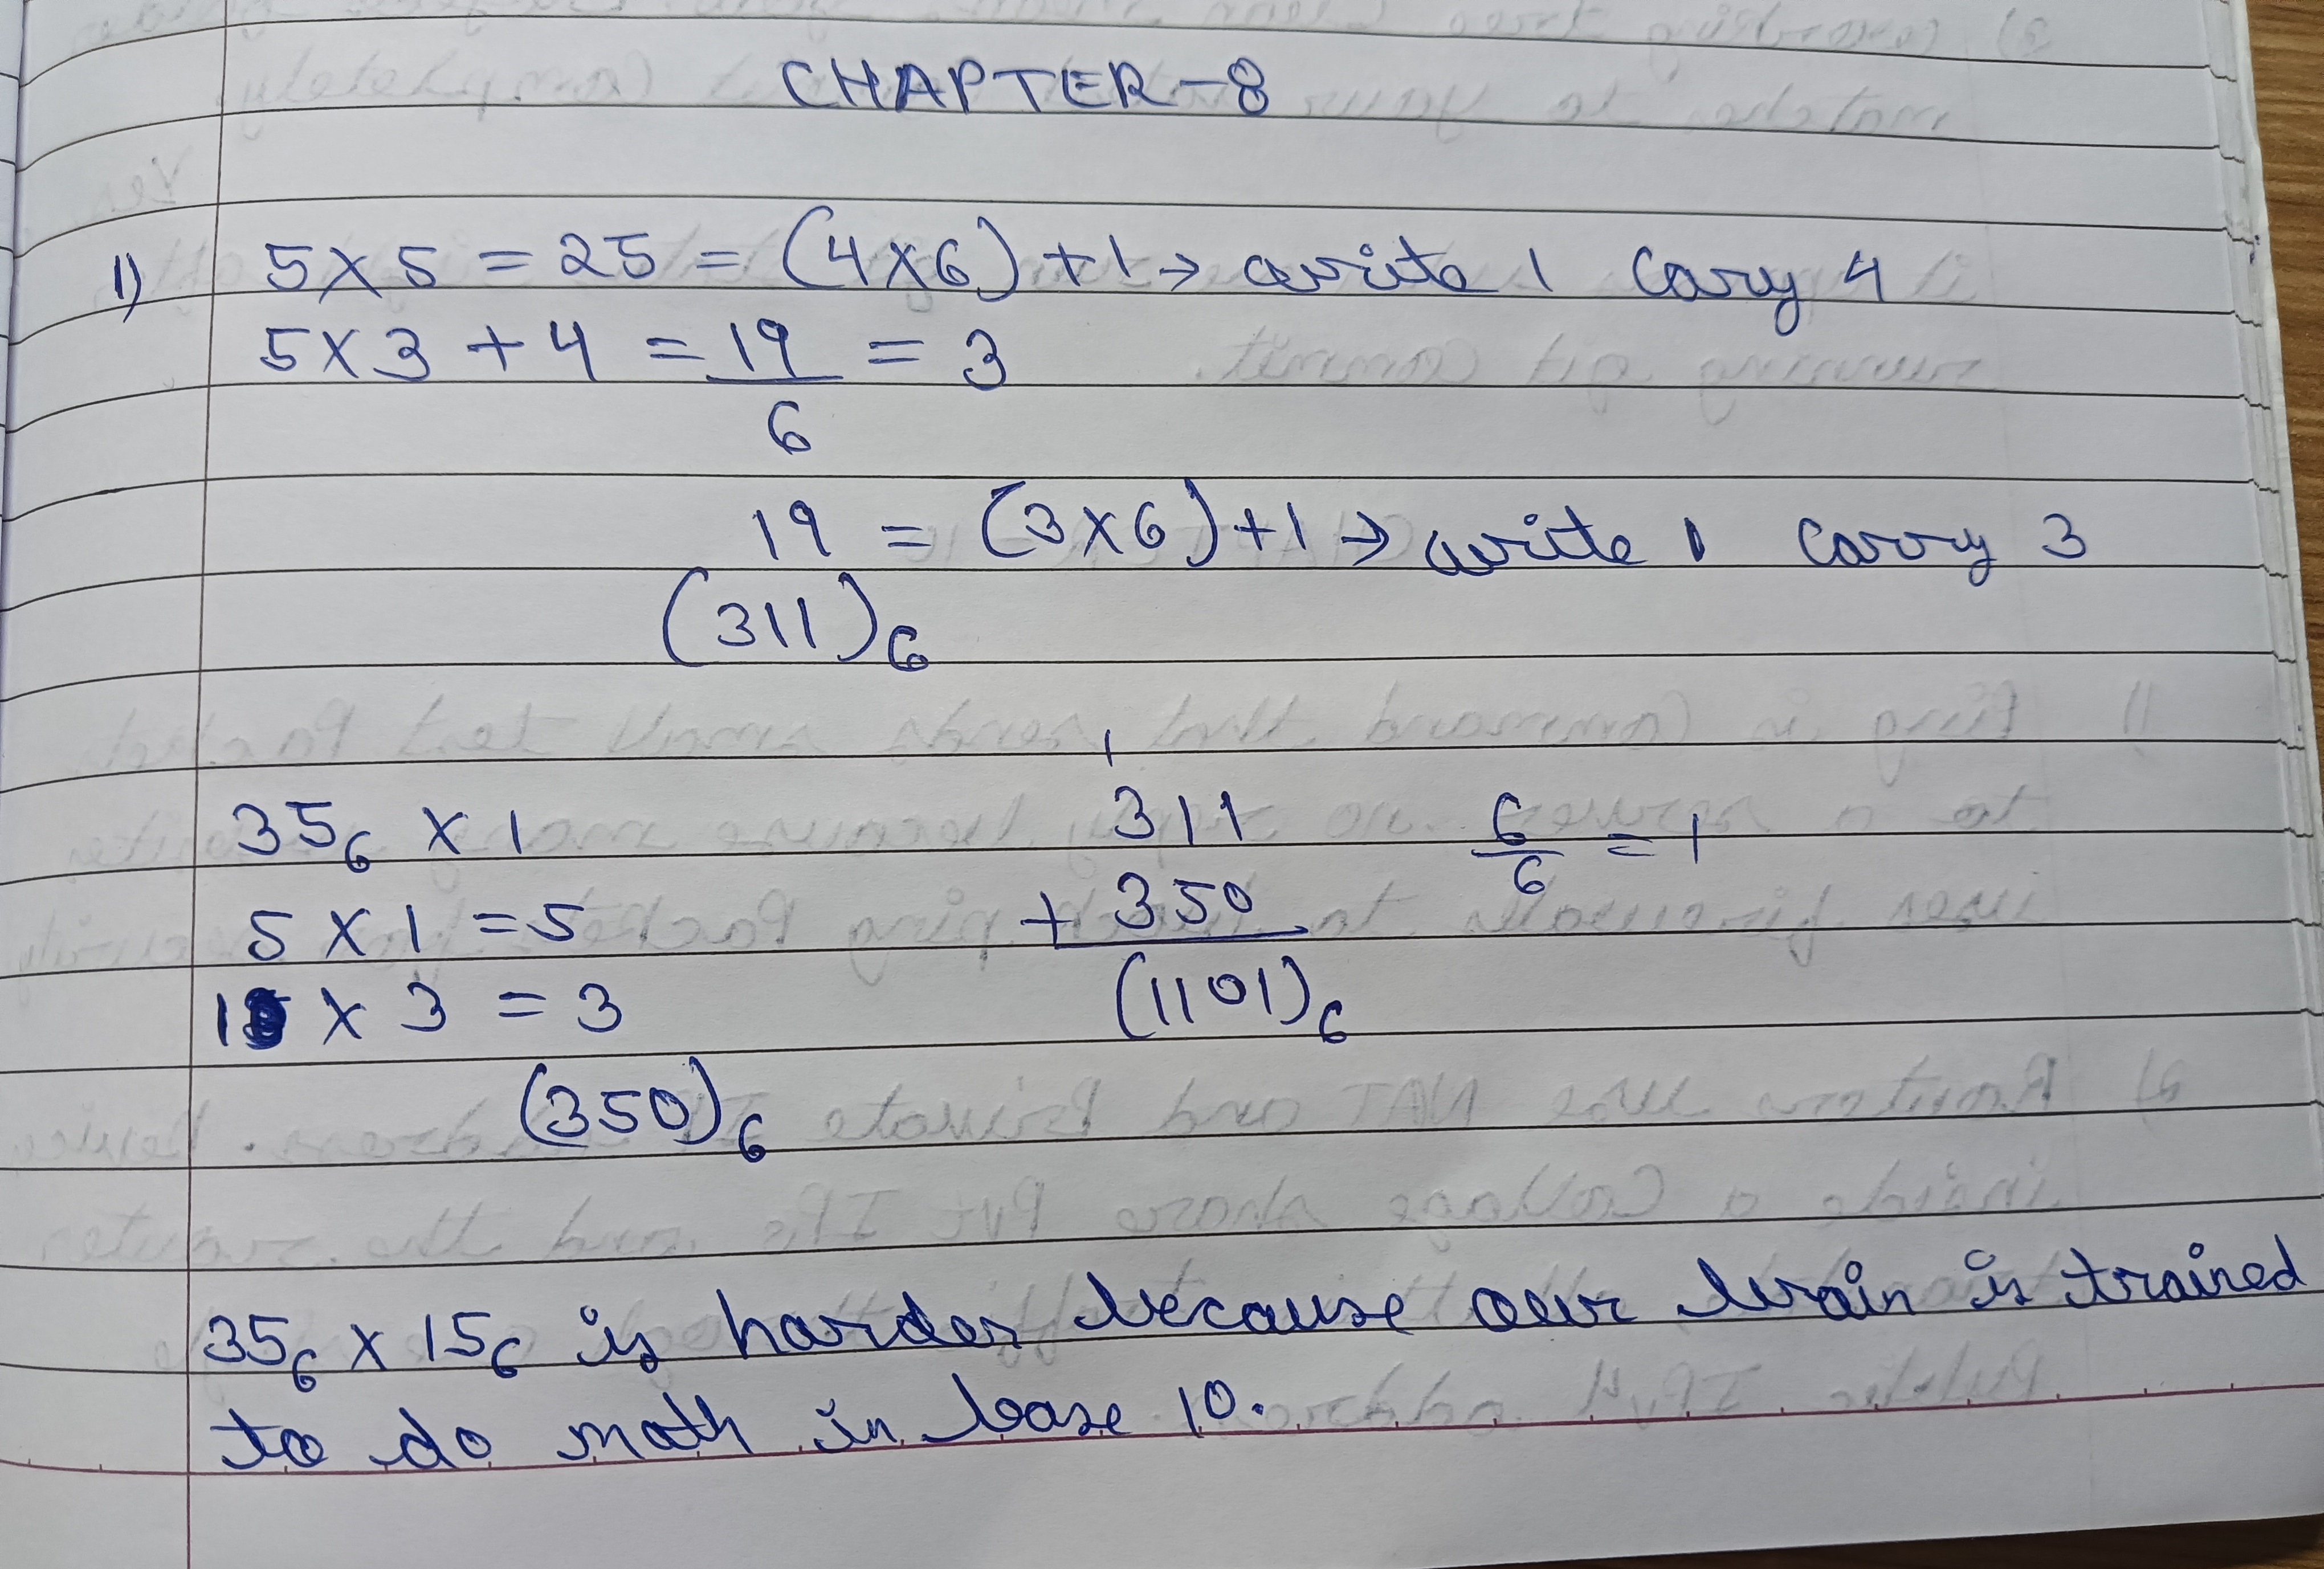 CHAPTER-8
1) 5×5 = 25 = (4×6)+1 → write 1 cary 4
5×3 + 4 = 19/6 = 3
19 = (3×6)+1 → write 1 carry 3
(311)₆
1
35₆ × 1 311 6/6 = 1
5 × 1 = 5 + 350
1 × 3 = 3 (1101)₆
(350)₆
35₆ × 15₆ is harder because our brain is trained
to do math in base 10.